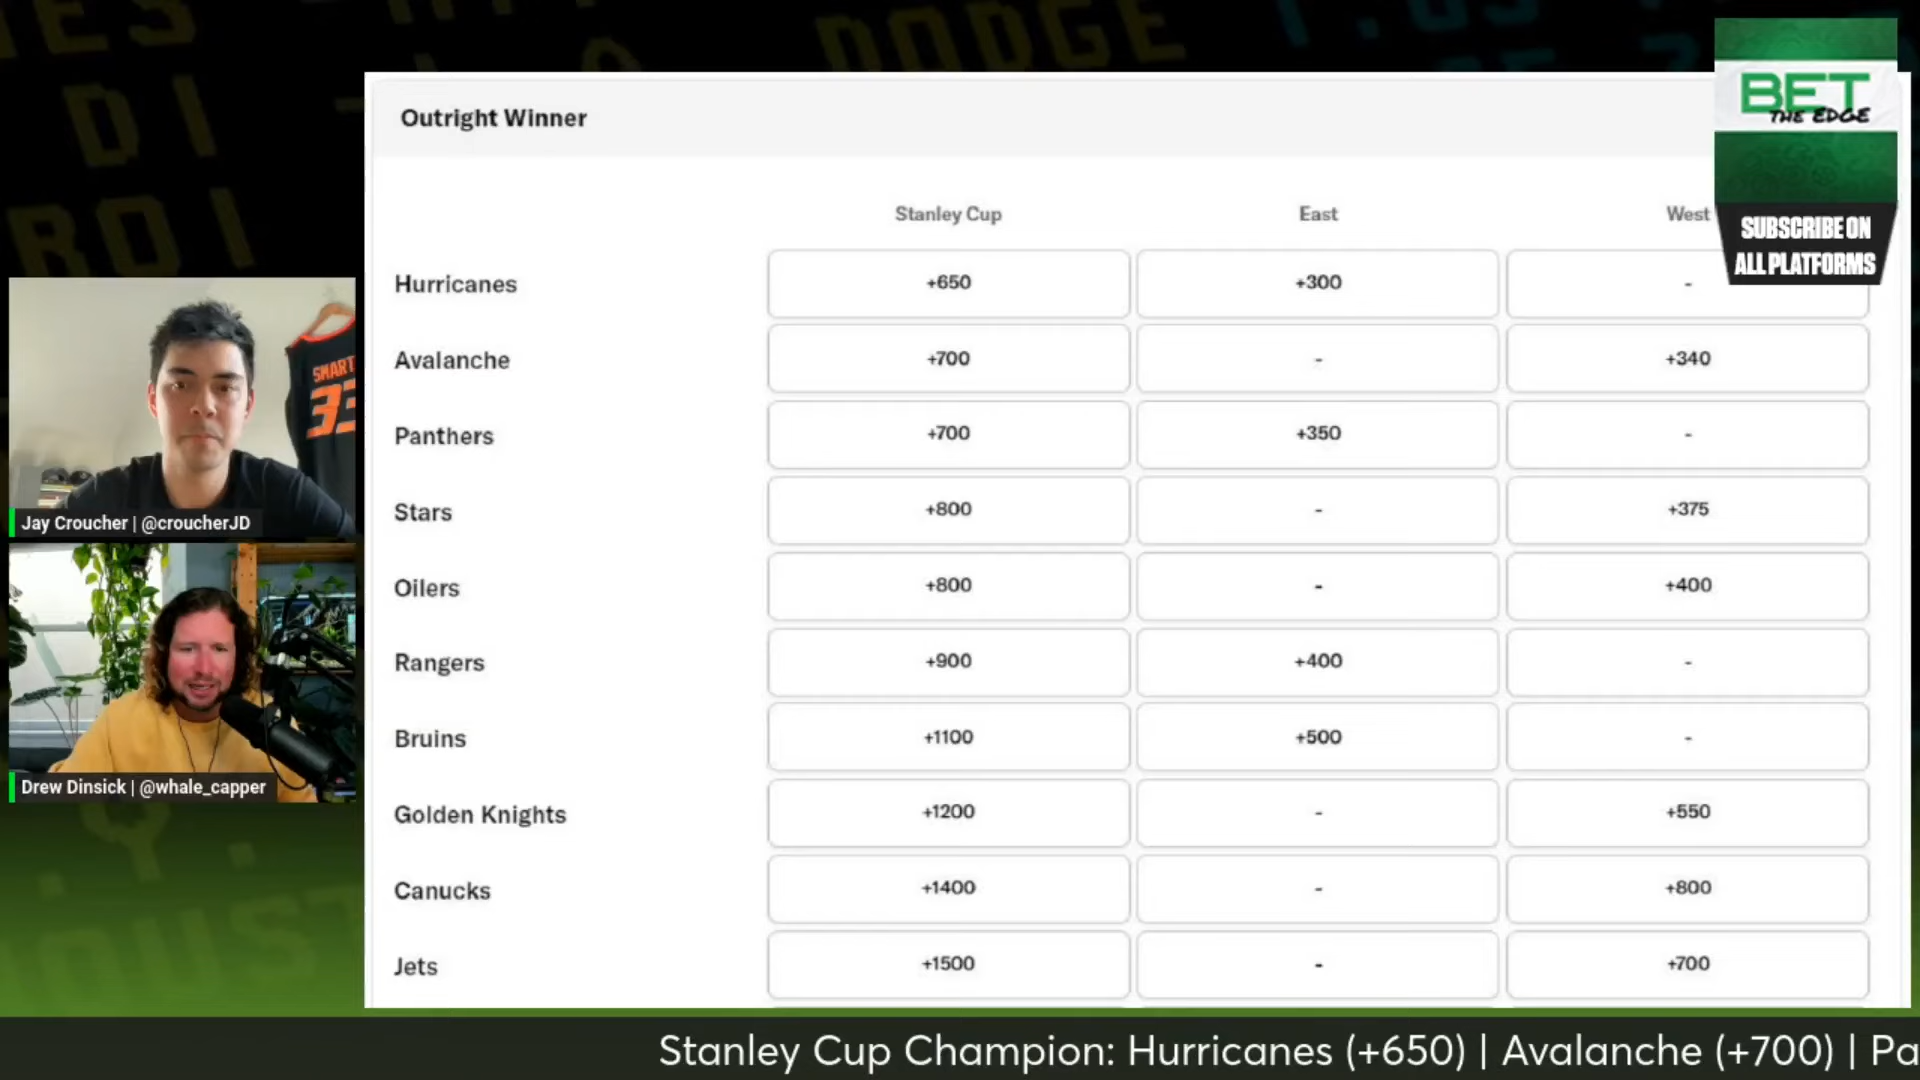 DODGE
DI
BOI
Outright Winner
BET
THE EDGE
SUBSCRIBE ON
ALL PLATFORMS
Stanley Cup East West
Hurricanes +650 +300 -
Avalanche +700 - +340
Panthers +700 +350 -
Stars +800 - +375
Oilers +800 - +400
Rangers +900 +400 -
Bruins +1100 +500 -
Golden Knights +1200 - +550
Canucks +1400 - +800
Jets +1500 - +700
SMART
33
Jay Croucher | @croucherJD
Drew Dinsick | @whale_capper
Stanley Cup Champion: Hurricanes (+650) | Avalanche (+700) | Pa